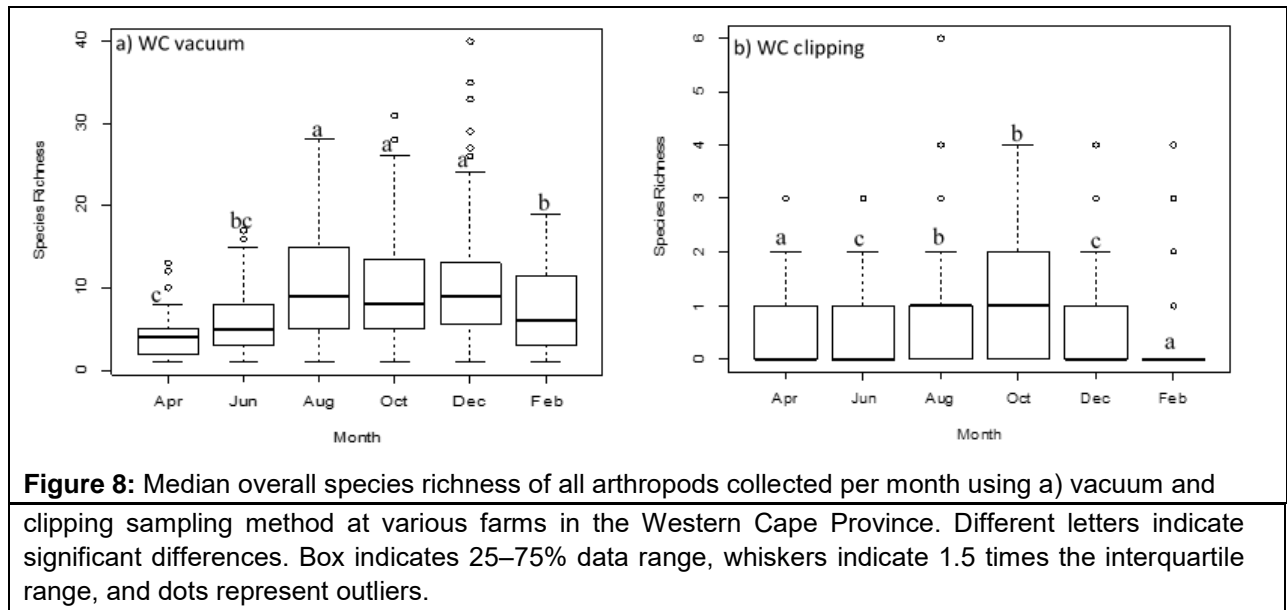 a) WC vacuum
Species Richness
40
30
20
10
0
c
bc
a
a
a
b
Apr Jun Aug Oct Dec Feb
Month
b) WC clipping
Species Richness
6
5
4
3
2
1
0
a
c
b
b
c
a
Apr Jun Aug Oct Dec Feb
Month
Figure 8: Median overall species richness of all arthropods collected per month using a) vacuum and
clipping sampling method at various farms in the Western Cape Province. Different letters indicate
significant differences. Box indicates 25–75% data range, whiskers indicate 1.5 times the interquartile
range, and dots represent outliers.